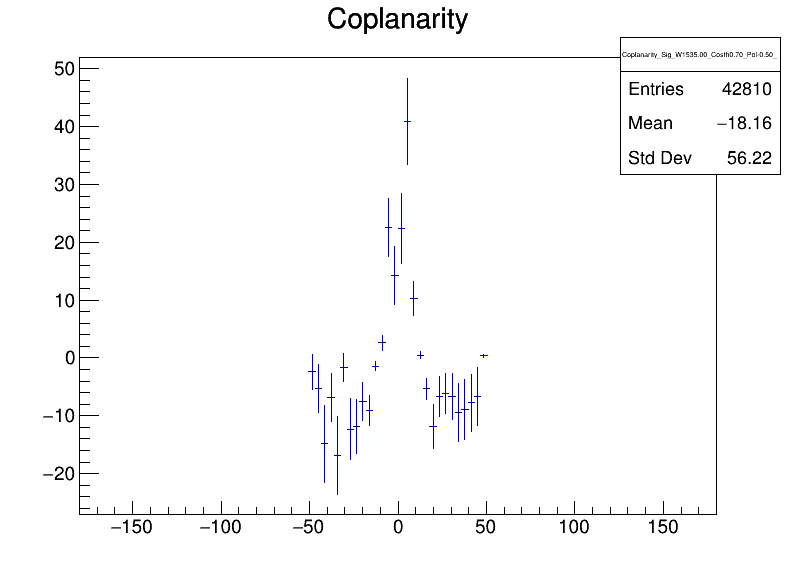 Coplanarity
Coplanarity_Sig_W1535.00_Costh0.70_Pol-0.50_
Entries 42810
Mean −18.16
Std Dev 56.22
50
40
30
20
10
0
−10
−20
−150 −100 −50 0 50 100 150